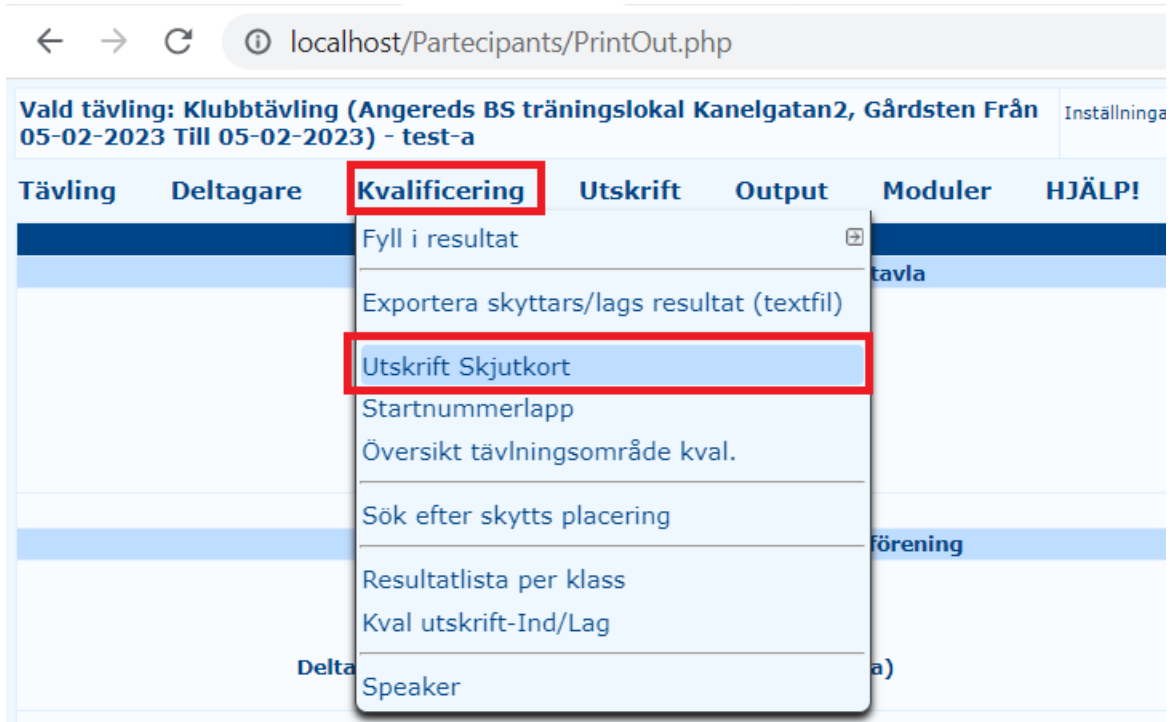 localhost/Partecipants/PrintOut.php
Vald tävling: Klubbtävling (Angereds BS träningslokal Kanelgatan2, Gårdsten Från
05-02-2023 Till 05-02-2023) - test-a
Inställninga
Tävling Deltagare Kvalificering Utskrift Output Moduler HJÄLP!
Fyll i resultat
tavla
Exportera skyttars/lags resultat (textfil)
Utskrift Skjutkort
Startnummerlapp
Översikt tävlningsområde kval.
Sök efter skytts placering
förening
Resultatlista per klass
Kval utskrift-Ind/Lag
Delta a)
Speaker